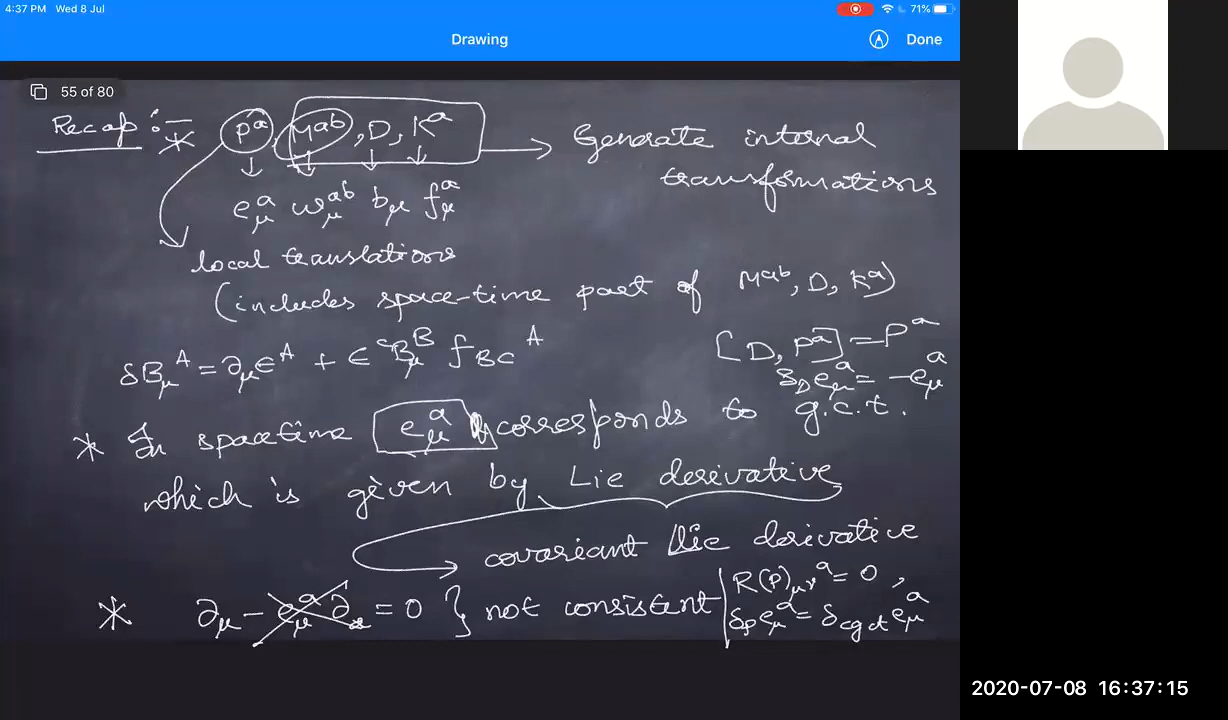 4:37 PM Wed 8 Jul
71%
Drawing
Done
55 of 80
Recap :- * P^a, M^ab, D, K^a → Generate internal
transformations
e_μ^a ω_μ^ab b_μ f_μ^a
local translations
(includes space-time part of M^ab, D, K^a)
δB_μ^A = ∂_μ ε^A + ε^C B_μ^B f_BC^A
[D, P^a] = P^a
δ_D e_μ^a = -e_μ^a
* In spacetime e_μ^a corresponds to g.c.t.
which is given by Lie derivative
covariant Lie derivative
* ∂_μ - e_μ^a ∂_a = 0 } not consistent
R(P)_μν^a = 0,
δ_P e_μ^a = δ_cgct e_μ^a
2020-07-08 16:37:15